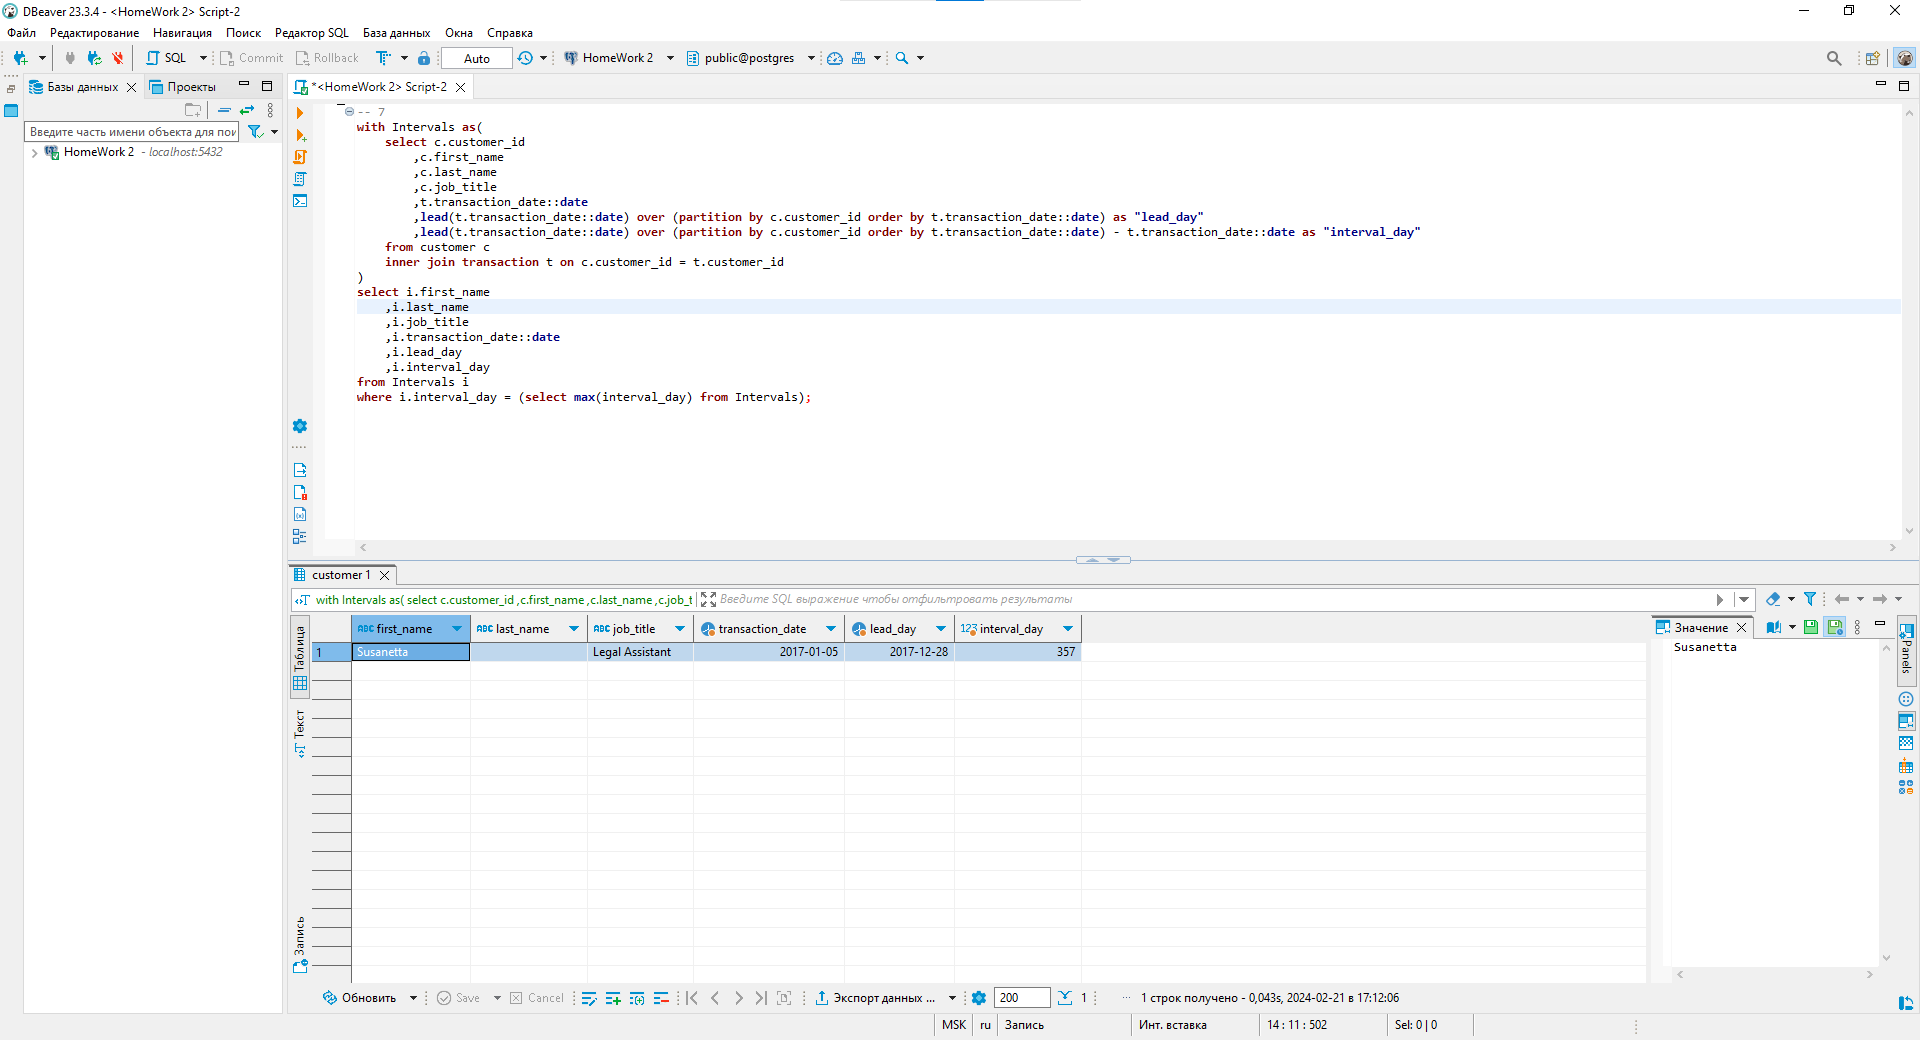 DBeaver 23.3.4 - <HomeWork 2> Script-2
Файл Редактирование Навигация Поиск Редактор SQL База данных Окна Справка
SQL Commit Rollback Auto HomeWork 2 public@postgres
Базы данных Проекты *<HomeWork 2> Script-2
Введите часть имени объекта для пои
HomeWork 2 - localhost:5432
-- 7
with Intervals as(
    select c.customer_id
        ,c.first_name
        ,c.last_name
        ,c.job_title
        ,t.transaction_date::date
        ,lead(t.transaction_date::date) over (partition by c.customer_id order by t.transaction_date::date) as "lead_day"
        ,lead(t.transaction_date::date) over (partition by c.customer_id order by t.transaction_date::date) - t.transaction_date::date as "interval_day"
    from customer c
    inner join transaction t on c.customer_id = t.customer_id
)
select i.first_name
    ,i.last_name
    ,i.job_title
    ,i.transaction_date::date
    ,i.lead_day
    ,i.interval_day
from Intervals i
where i.interval_day = (select max(interval_day) from Intervals);
customer 1
with Intervals as( select c.customer_id ,c.first_name ,c.last_name ,c.job_t Введите SQL выражение чтобы отфильтровать результаты
Таблица
Текст
Запись
ABC first_name ABC last_name ABC job_title transaction_date lead_day 123 interval_day
1 Susanetta Legal Assistant 2017-01-05 2017-12-28 357
Значение
Susanetta
Panels
Обновить Save Cancel Экспорт данных ... 200 1 ... 1 строк получено - 0,043s, 2024-02-21 в 17:12:06
MSK ru Запись Инт. вставка 14 : 11 : 502 Sel: 0 | 0